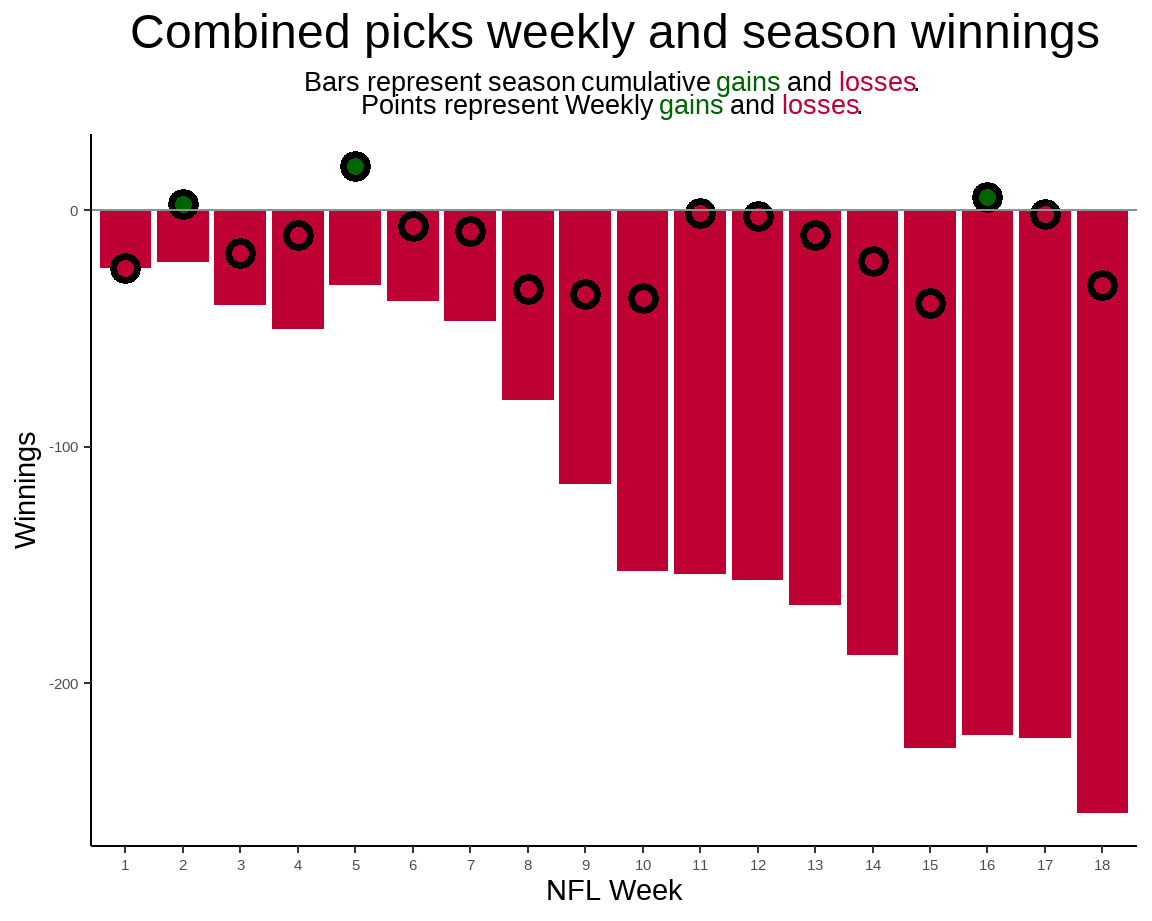 Combined picks weekly and season winnings
Bars represent season cumulative gains and losses.
Points represent Weekly gains and losses.
Winnings
0
-100
-200
1 2 3 4 5 6 7 8 9 10 11 12 13 14 15 16 17 18
NFL Week